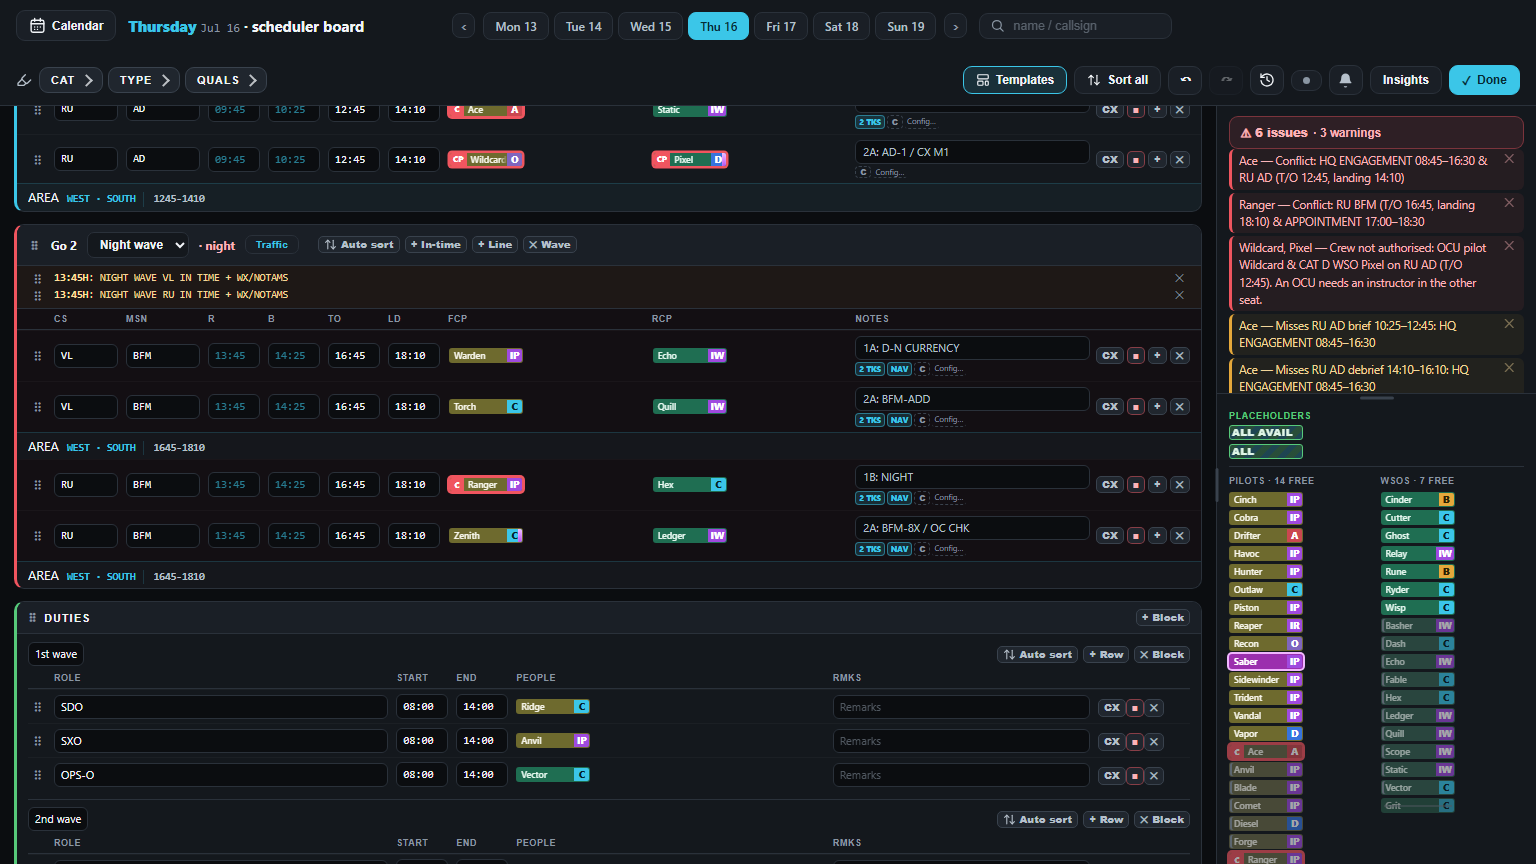 Calendar
Thursday Jul 16 · scheduler board
‹ Mon 13 Tue 14 Wed 15 Thu 16 Fri 17 Sat 18 Sun 19 ›
name / callsign
CAT TYPE QUALS
Templates Sort all Insights ✓ Done
RU AD 09:45 10:25 12:45 14:10 C Ace A Static IW CX + ×
2 TKS C Config...
RU AD 09:45 10:25 12:45 14:10 CP Wildcard O CP Pixel D 2A: AD-1 / CX M1 CX + ×
C Config...
AREA WEST · SOUTH 1245-1410
Go 2 Night wave · night Traffic Auto sort + In-time + Line × Wave
13:45H: NIGHT WAVE VL IN TIME + WX/NOTAMS ×
13:45H: NIGHT WAVE RU IN TIME + WX/NOTAMS ×
CS MSN R B TO LD FCP RCP NOTES
VL BFM 13:45 14:25 16:45 18:10 Warden IP Echo IW 1A: D-N CURRENCY CX + ×
2 TKS NAV C Config...
VL BFM 13:45 14:25 16:45 18:10 Torch C Quill IW 2A: BFM-ADD CX + ×
2 TKS NAV C Config...
AREA WEST · SOUTH 1645-1810
RU BFM 13:45 14:25 16:45 18:10 C Ranger IP Hex C 1B: NIGHT CX + ×
2 TKS NAV C Config...
RU BFM 13:45 14:25 16:45 18:10 Zenith C Ledger IW 2A: BFM-8X / OC CHK CX + ×
2 TKS NAV C Config...
AREA WEST · SOUTH 1645-1810
DUTIES + Block
1st wave Auto sort + Row × Block
ROLE START END PEOPLE RMKS
SDO 08:00 14:00 Ridge C Remarks CX ×
SXO 08:00 14:00 Anvil IP Remarks CX ×
OPS-O 08:00 14:00 Vector C Remarks CX ×
2nd wave Auto sort + Row × Block
ROLE START END PEOPLE RMKS
⚠ 6 issues · 3 warnings
Ace — Conflict: HQ ENGAGEMENT 08:45–16:30 & ×
RU AD (T/O 12:45, landing 14:10)
Ranger — Conflict: RU BFM (T/O 16:45, landing ×
18:10) & APPOINTMENT 17:00–18:30
Wildcard, Pixel — Crew not authorised: OCU pilot ×
Wildcard & CAT D WSO Pixel on RU AD (T/O
12:45). An OCU needs an instructor in the other
seat.
Ace — Misses RU AD brief 10:25–12:45: HQ ×
ENGAGEMENT 08:45–16:30
Ace — Misses RU AD debrief 14:10–16:10: HQ ×
ENGAGEMENT 08:45–16:30
PLACEHOLDERS
ALL AVAIL
ALL
PILOTS · 14 FREE
Cinch IP
Cobra IP
Drifter A
Havoc IP
Hunter IP
Outlaw C
Piston IP
Reaper IR
Recon O
Saber IP
Sidewinder IP
Trident IP
Vandal IP
Vapor D
C Ace A
Anvil IP
Blade IP
Comet IP
Diesel D
Forge IP
C Ranger IP
WSOS · 7 FREE
Cinder B
Cutter C
Ghost C
Relay IW
Rune B
Ryder C
Wisp C
Basher IW
Dash C
Echo IW
Fable C
Hex C
Ledger IW
Quill IW
Scope IW
Static IW
Vector C
Grit C